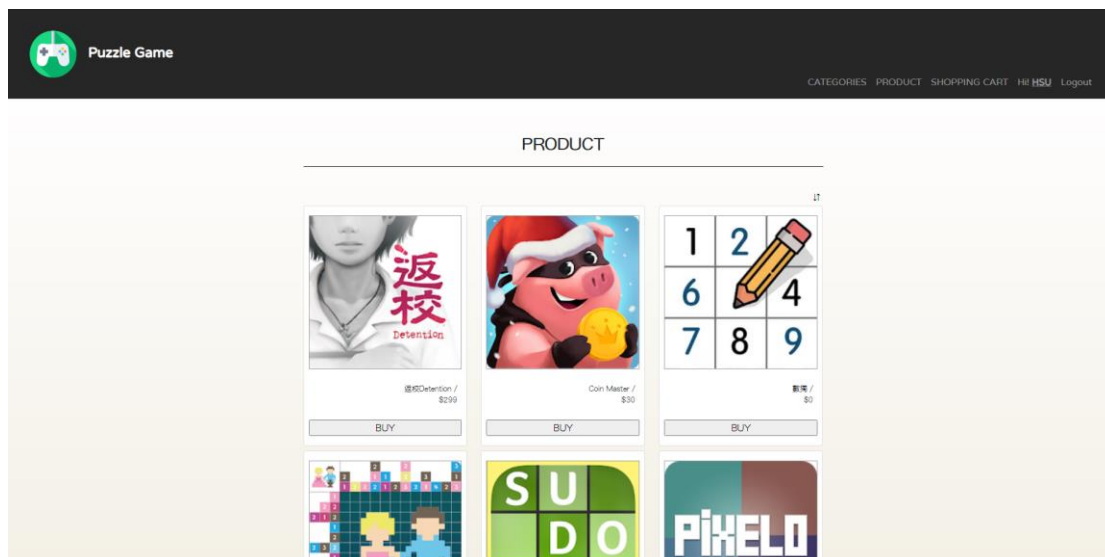 Puzzle Game
CATEGORIES PRODUCT SHOPPING CART Hi! HSU Logout
PRODUCT
返校
Detention
1 2
6 4
7 8 9
返校Detention /
$299
Coin Master /
$30
數獨 /
$0
BUY
BUY
BUY
SU
DO
PiXELO